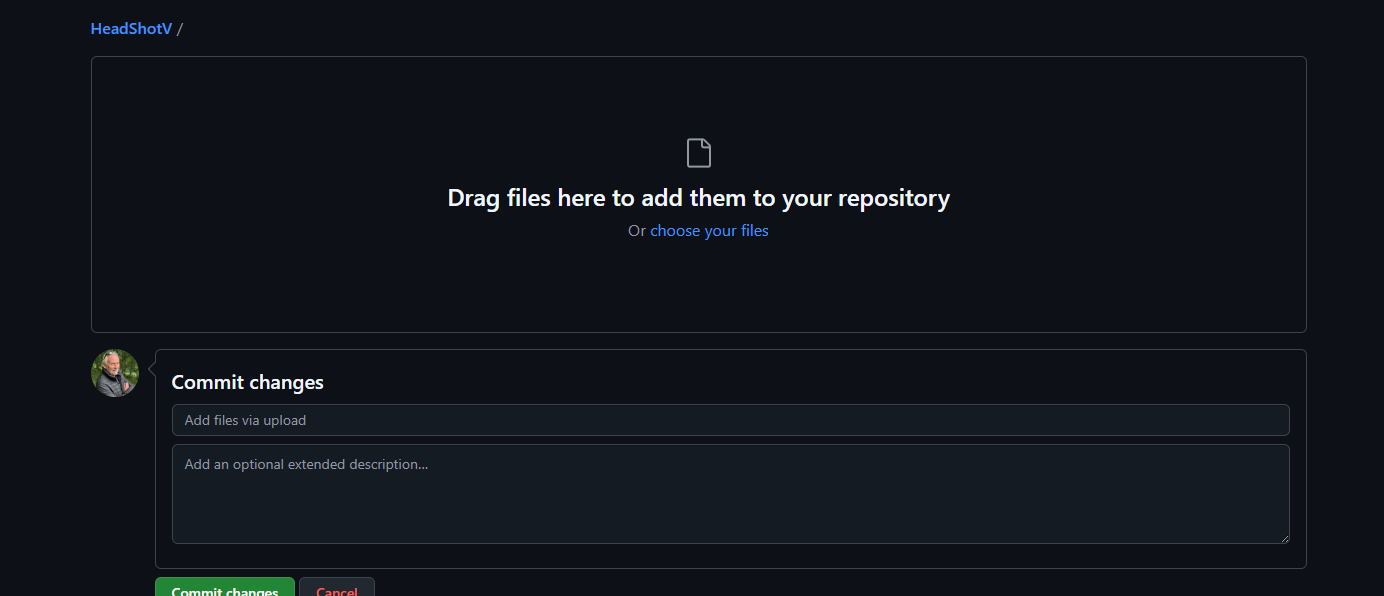 HeadShotV /
Drag files here to add them to your repository
Or choose your files
Commit changes
Add files via upload
Add an optional extended description...
Commit changes Cancel